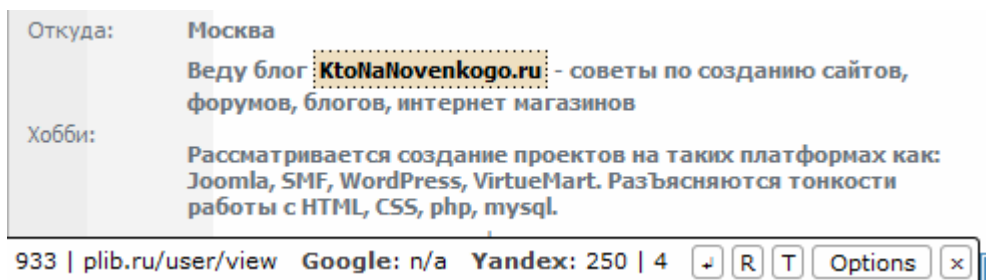 Откуда: Москва
Веду блог KtoNaNovenkogo.ru - советы по созданию сайтов,
форумов, блогов, интернет магазинов
Хобби:
Рассматривается создание проектов на таких платформах как:
Joomla, SMF, WordPress, VirtueMart. РазЪясняются тонкости
работы с HTML, CSS, php, mysql.
933 | plib.ru/user/view Google: n/a Yandex: 250 | 4 ↲ R T Options ×